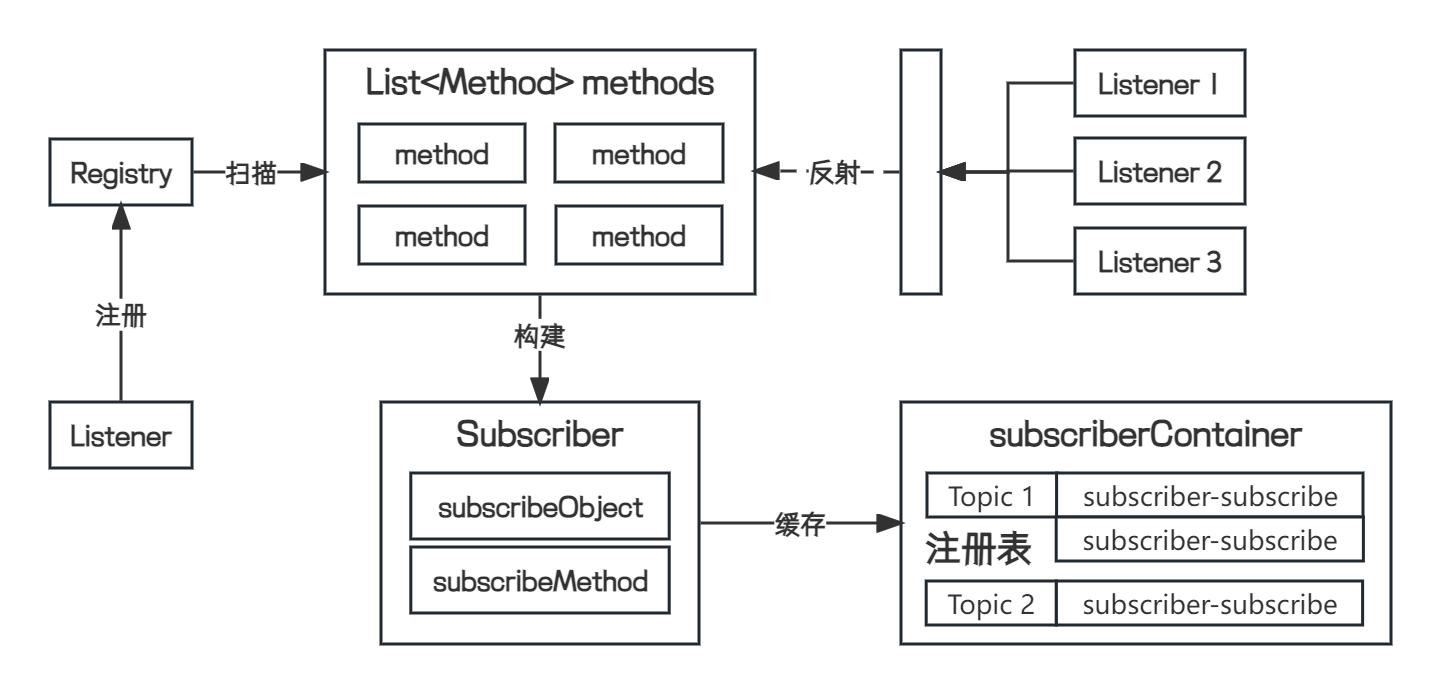 List<Method> methods
method
method
method
method
Registry
扫描
反射
Listener 1
Listener 2
Listener 3
注册
构建
Listener
Subscriber
subscribeObject
subscribeMethod
缓存
subscriberContainer
Topic 1
subscriber-subscribe
注册表
subscriber-subscribe
Topic 2
subscriber-subscribe